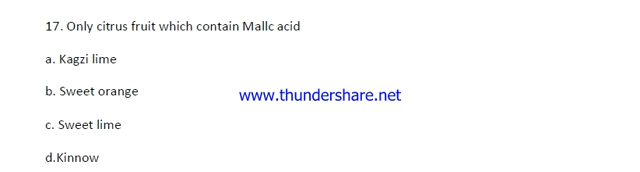 17. Only citrus fruit which contain Mallc acid
a. Kagzi lime
b. Sweet orange
www.thundershare.net
c. Sweet lime
d.Kinnow